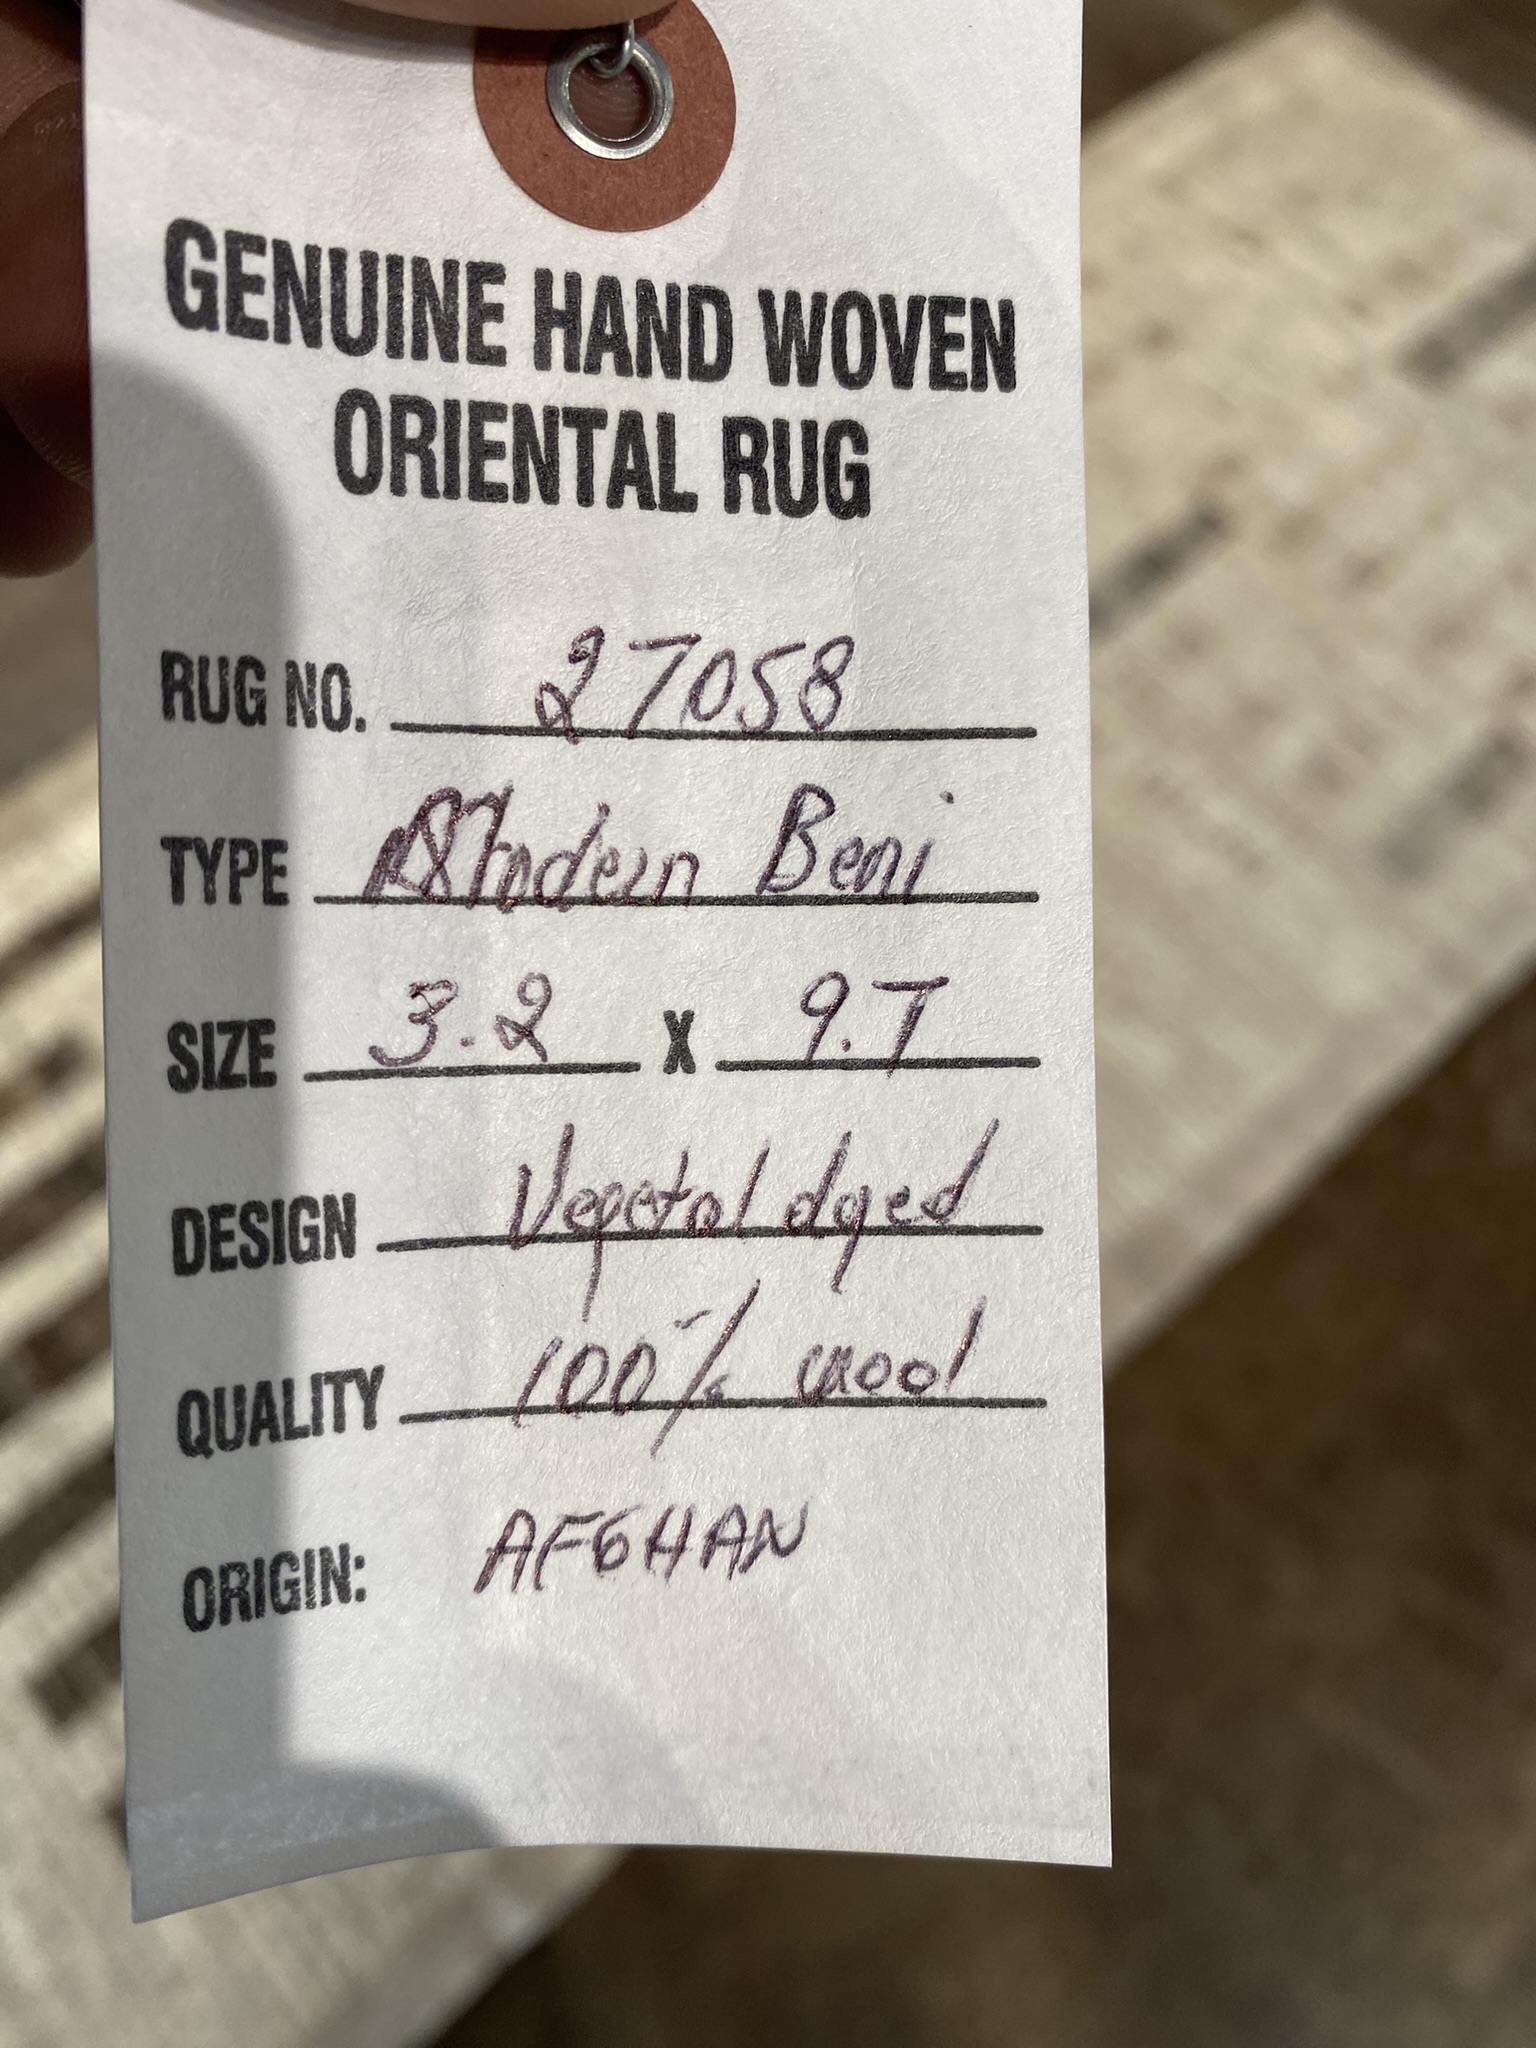 GENUINE HAND WOVEN
ORIENTAL RUG
RUG NO. 27058
TYPE Modern Beni
SIZE 3.2 X 9.7
DESIGN Vegetal dyed
QUALITY 100% wool
ORIGIN: AFGHAN